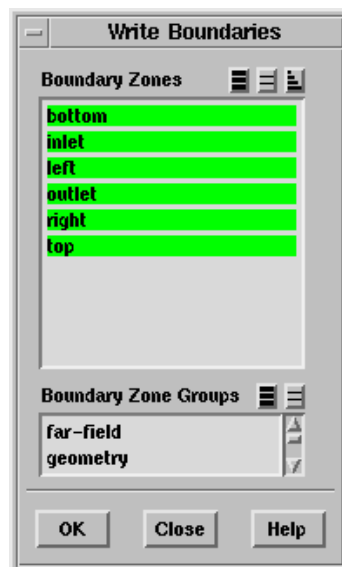 Write Boundaries
Boundary Zones
bottom
inlet
left
outlet
right
top
Boundary Zone Groups
far-field
geometry
OK Close Help